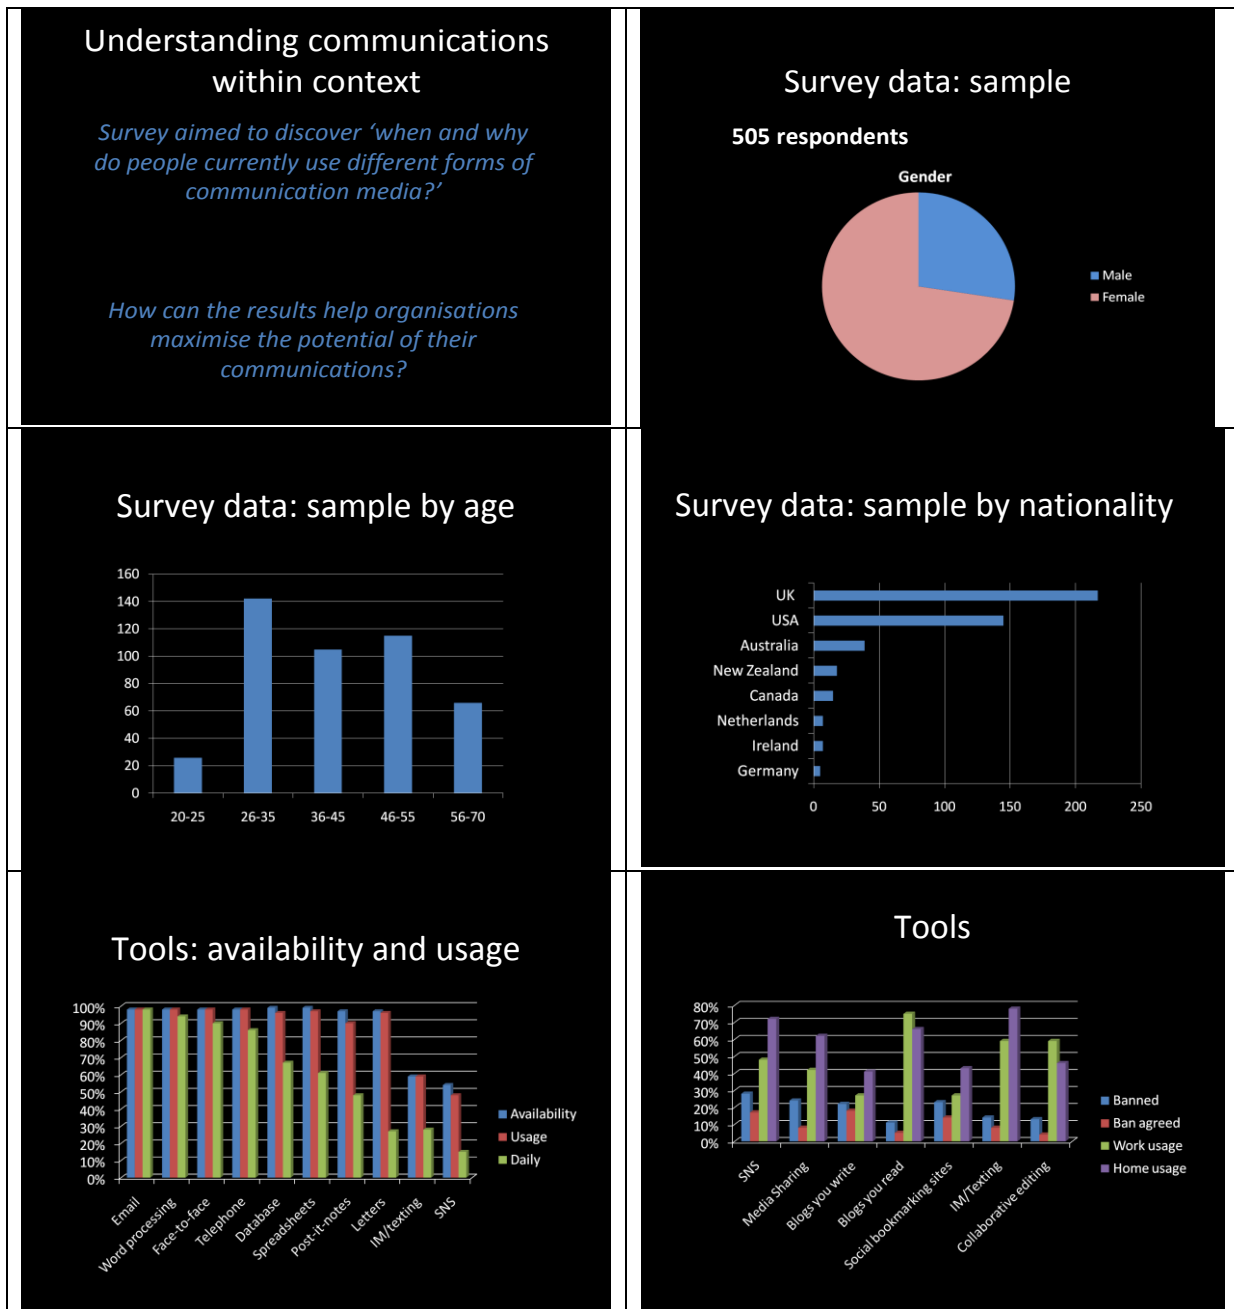 Understanding communications
within context
Survey aimed to discover ‘when and why
do people currently use different forms of
communication media?’
How can the results help organisations
maximise the potential of their
communications?
Survey data: sample
505 respondents
Gender
Male
Female
Survey data: sample by age
160
140
120
100
80
60
40
20
0
20-25 26-35 36-45 46-55 56-70
Survey data: sample by nationality
UK
USA
Australia
New Zealand
Canada
Netherlands
Ireland
Germany
0 50 100 150 200 250
Tools: availability and usage
100%
90%
80%
70%
60%
50%
40%
30%
20%
10%
0%
Email
Word processing
Face-to-face
Telephone
Database
Spreadsheets
Post-it-notes
Letters
IM/texting
SNS
Availability
Usage
Daily
Tools
80%
70%
60%
50%
40%
30%
20%
10%
0%
SNS
Media Sharing
Blogs you write
Blogs you read
Social bookmarking sites
IM/Texting
Collaborative editing
Banned
Ban agreed
Work usage
Home usage